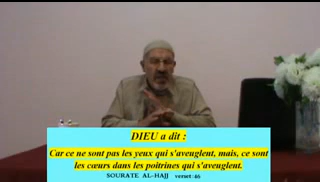 DIEU a dit :
Car ce ne sont pas les yeux qui s'aveuglent, mais, ce sont
les cœurs dans les poitrines qui s'aveuglent.
SOURATE AL-HAJJ verset :46